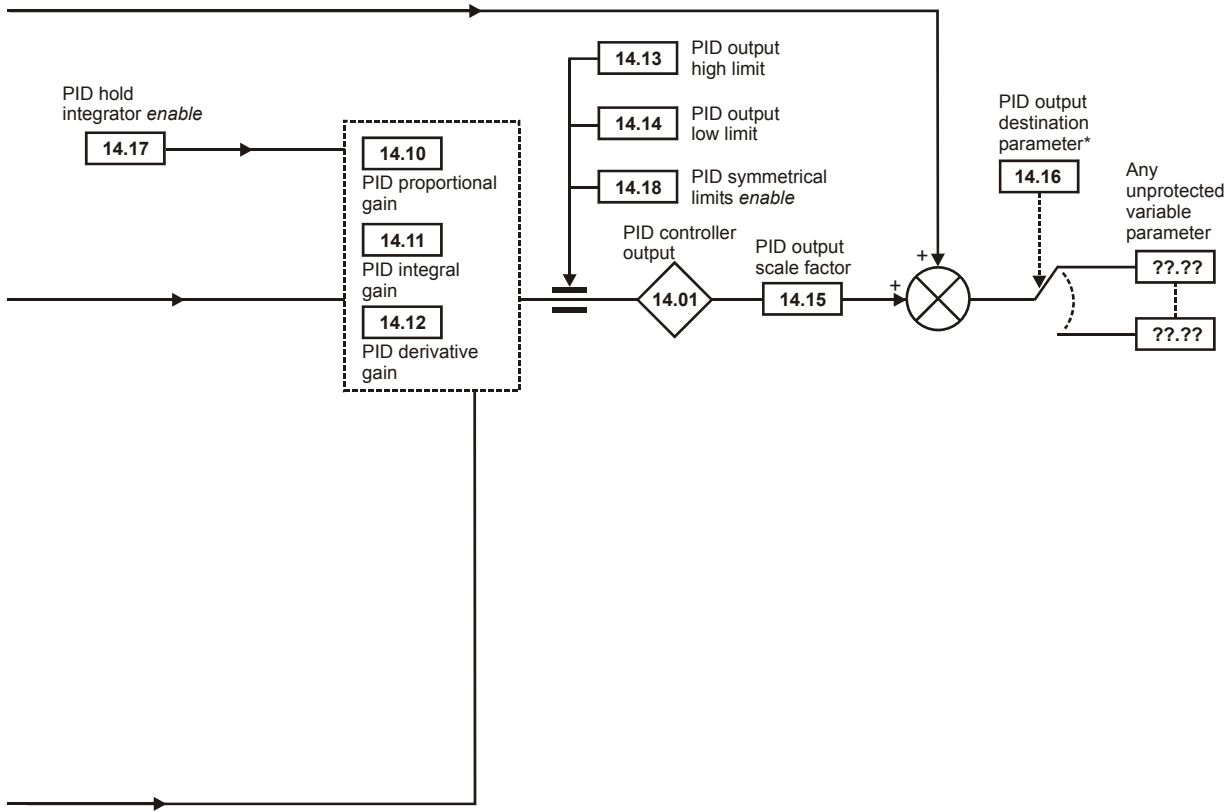 PID hold
integrator enable
14.17
14.10
PID proportional
gain
14.11
PID integral
gain
14.12
PID derivative
gain
14.13
PID output
high limit
14.14
PID output
low limit
14.18
PID symmetrical
limits enable
PID controller
output
14.01
PID output
scale factor
14.15
+
+
PID output
destination
parameter*
14.16
Any
unprotected
variable
parameter
??.??
??.??